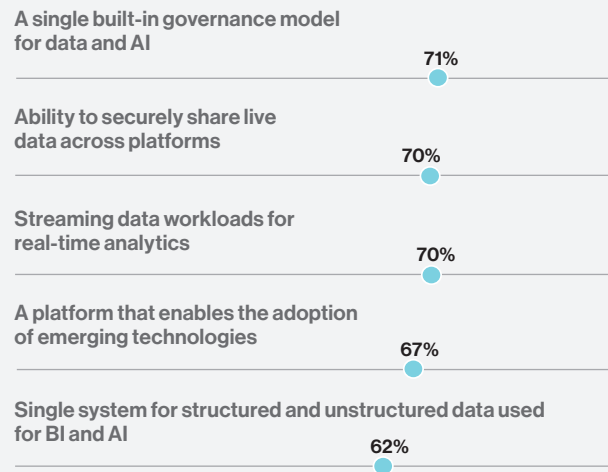 A single built-in governance model
for data and AI
71%
Ability to securely share live
data across platforms
70%
Streaming data workloads for
real-time analytics
70%
A platform that enables the adoption
of emerging technologies
67%
Single system for structured and unstructured data used
for BI and AI
62%